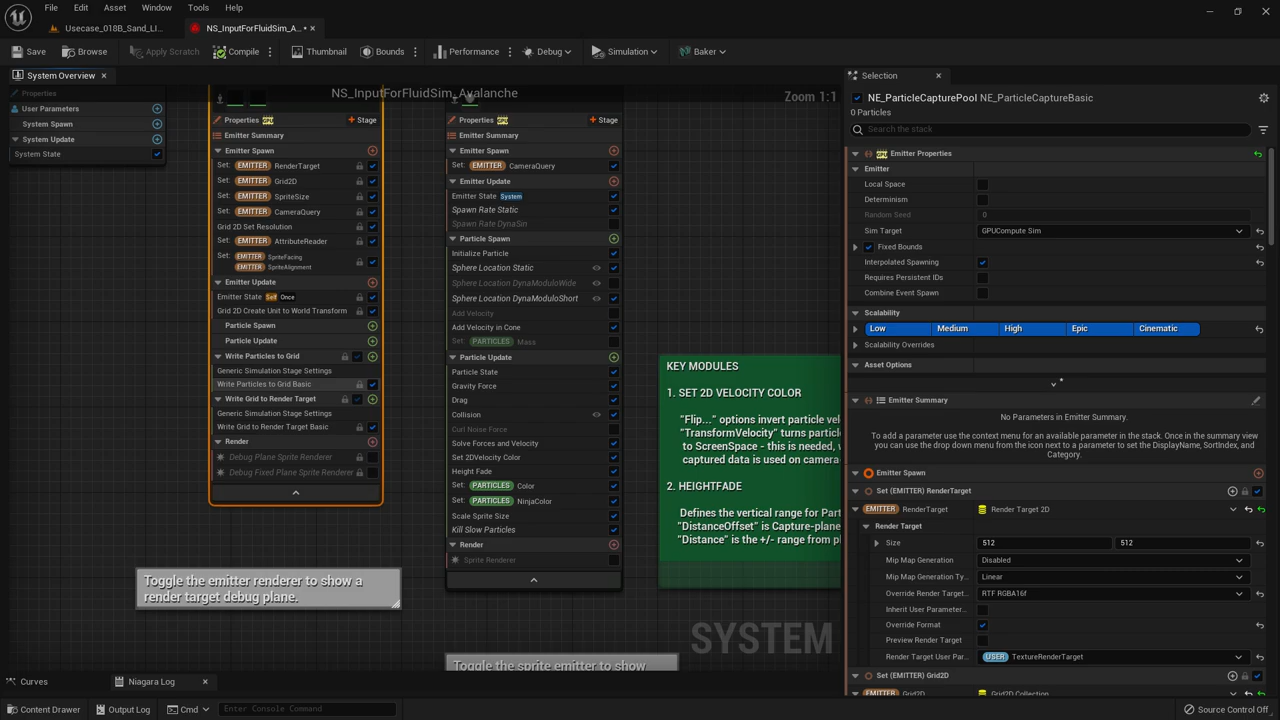 File Edit Asset Window Tools Help
Usecase_018B_Sand_LI...
NS_InputForFluidSim_A...•
Save Browse Apply Scratch Compile Thumbnail Bounds Performance Debug Simulation Baker
System Overview
NS_InputForFluidSim_Avalanche
Zoom 1:1
Properties
User Parameters
System Spawn
System Update
System State
Properties GPU Stage
Emitter Summary
Emitter Spawn
Set: EMITTER RenderTarget
Set: EMITTER Grid2D
Set: EMITTER SpriteSize
Set: EMITTER CameraQuery
Grid 2D Set Resolution
Set: EMITTER AttributeReader
Set: EMITTER SpriteFacing
EMITTER SpriteAlignment
Emitter Update
Emitter State Self Once
Grid 2D Create Unit to World Transform
Particle Spawn
Particle Update
Write Particles to Grid
Generic Simulation Stage Settings
Write Particles to Grid Basic
Write Grid to Render Target
Generic Simulation Stage Settings
Write Grid to Render Target Basic
Render
Debug Plane Sprite Renderer
Debug Fixed Plane Sprite Renderer
Toggle the emitter renderer to show a
render target debug plane.
Properties GPU Stage
Emitter Summary
Emitter Spawn
Set: EMITTER CameraQuery
Emitter Update
Emitter State System
Spawn Rate Static
Spawn Rate DynaSin
Particle Spawn
Initialize Particle
Sphere Location Static
Sphere Location DynaModuloWide
Sphere Location DynaModuloShort
Add Velocity
Add Velocity in Cone
Set: PARTICLES Mass
Particle Update
Particle State
Gravity Force
Drag
Collision
Curl Noise Force
Solve Forces and Velocity
Set 2DVelocity Color
Height Fade
Set: PARTICLES Color
Set: PARTICLES NinjaColor
Scale Sprite Size
Kill Slow Particles
Render
Sprite Renderer
Toggle the sprite emitter to show
KEY MODULES
1. SET 2D VELOCITY COLOR
"Flip..." options invert particle vel
"TransformVelocity" turns particl
to ScreenSpace - this is needed, v
captured data is used on camera
2. HEIGHTFADE
Defines the vertical range for Part
"DistanceOffset" is Capture-plane
"Distance" is the +/- range from pl
SYSTEM
Selection
NE_ParticleCapturePool NE_ParticleCaptureBasic
0 Particles
Search the stack
GPU Emitter Properties
Emitter
Local Space
Determinism
Random Seed 0
Sim Target GPUCompute Sim
Fixed Bounds
Interpolated Spawning
Requires Persistent IDs
Combine Event Spawn
Scalability
Low Medium High Epic Cinematic
Scalability Overrides
Asset Options
Emitter Summary
No Parameters in Emitter Summary.
To add a parameter use the context menu for an available parameter in the stack. Once in the summary view
you can use the drop down menu from the icon next to a parameter to set the DisplayName, SortIndex, and
Category.
Emitter Spawn
Set (EMITTER) RenderTarget
EMITTER RenderTarget Render Target 2D
Render Target
Size 512 512
Mip Map Generation Disabled
Mip Map Generation Ty... Linear
Override Render Target... RTF RGBA16f
Inherit User Parameter...
Override Format
Preview Render Target
Render Target User Par... USER TextureRenderTarget
Set (EMITTER) Grid2D
EMITTER Grid2D Grid2D Collection
Curves
Niagara Log
Content Drawer Output Log Cmd Enter Console Command
Source Control Off